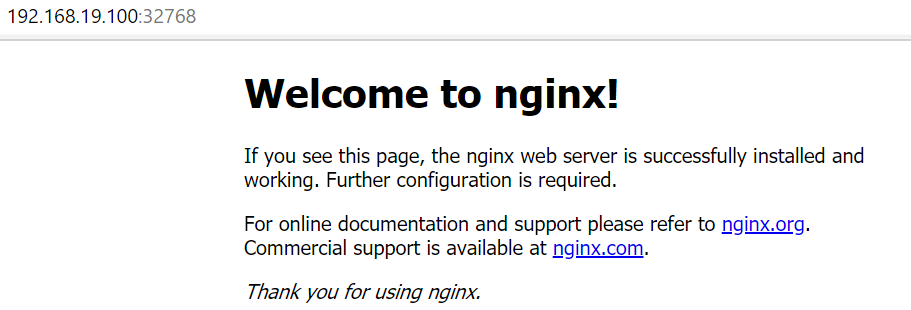 192.168.19.100:32768
Welcome to nginx!
If you see this page, the nginx web server is successfully installed and
working. Further configuration is required.
For online documentation and support please refer to nginx.org.
Commercial support is available at nginx.com.
Thank you for using nginx.